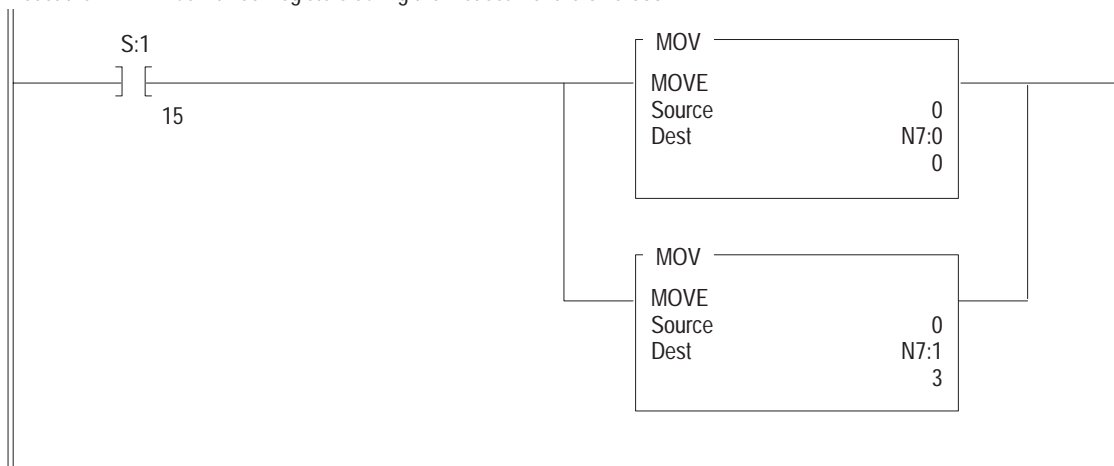 S:1
15
MOV
MOVE
Source 0
Dest N7:0
0
MOV
MOVE
Source 0
Dest N7:1
3